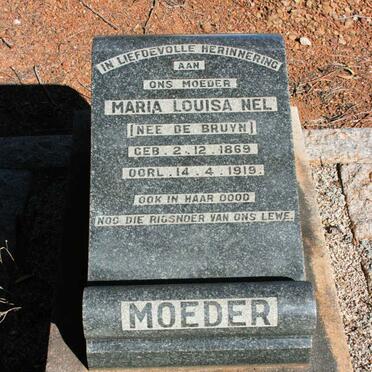 IN LIEFDEVOLLE HERINNERING
AAN
ONS MOEDER
MARIA LOUISA NEL
[NEE DE BRUYN]
GEB. 2.12.1869
OORL. 14.4.1919.
OOK IN HAAR DOOD
NOG DIE RIGSNOER VAN ONS LEWE.
MOEDER